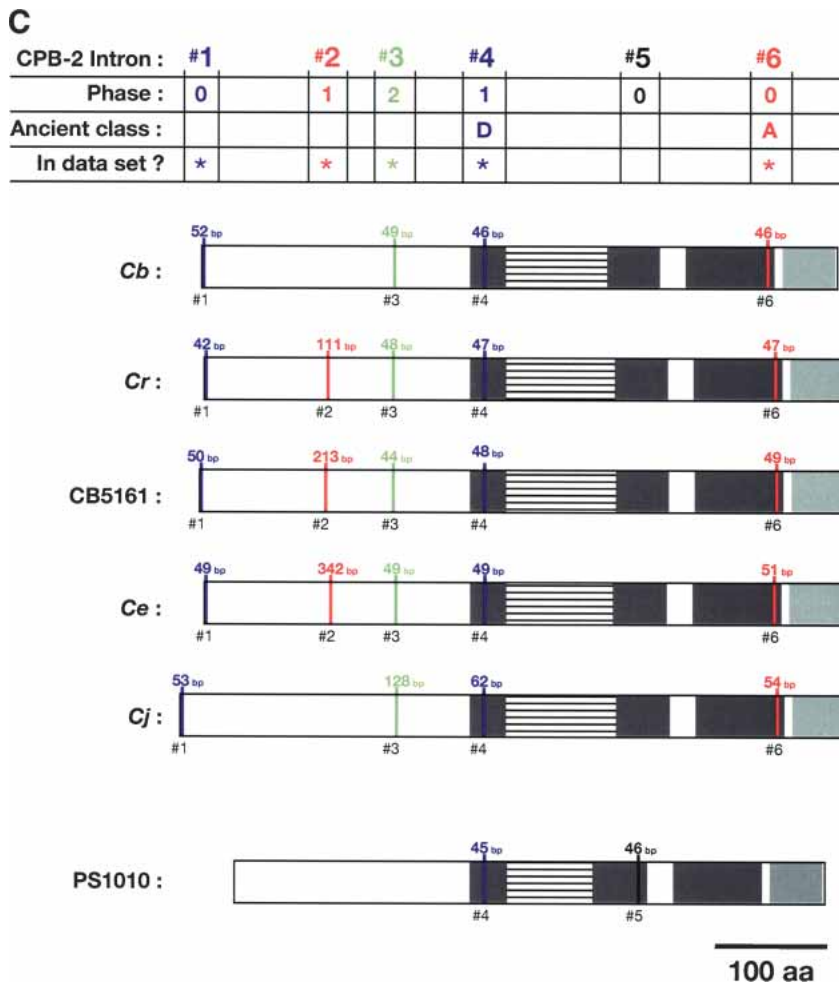 C
CPB-2 Intron : #1 #2 #3 #4 #5 #6
Phase : 0 1 2 1 0 0
Ancient class : D A
In data set ? * * * * *
52 bp 49 bp 46 bp 46 bp
Cb :
#1 #3 #4 #6
42 bp 111 bp 48 bp 47 bp 47 bp
Cr :
#1 #2 #3 #4 #6
50 bp 213 bp 44 bp 48 bp 49 bp
CB5161 :
#1 #2 #3 #4 #6
49 bp 342 bp 49 bp 49 bp 51 bp
Ce :
#1 #2 #3 #4 #6
53 bp 128 bp 62 bp 54 bp
Cj :
#1 #3 #4 #6
45 bp 46 bp
PS1010 :
#4 #5
100 aa